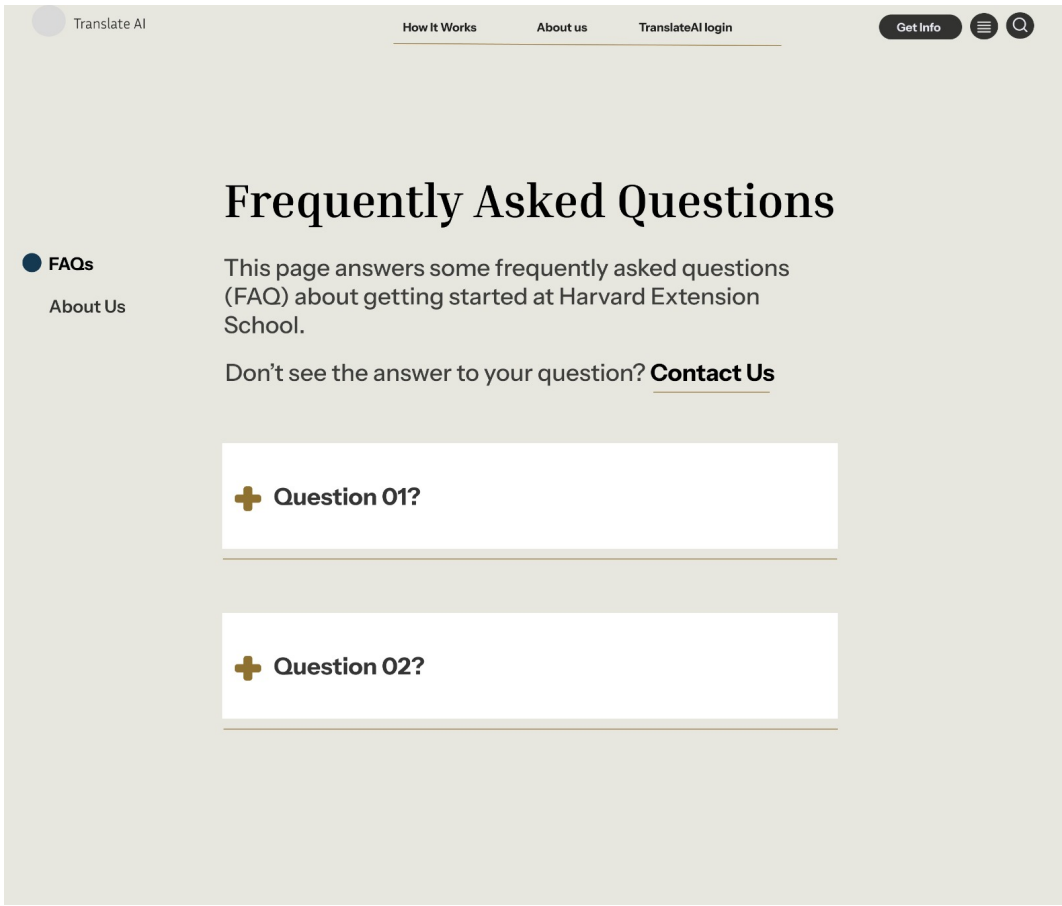 Translate AI
How It Works
About us
TranslateAI login
Get Info
Frequently Asked Questions
FAQs
About Us
This page answers some frequently asked questions
(FAQ) about getting started at Harvard Extension
School.
Don’t see the answer to your question? Contact Us
Question 01?
Question 02?